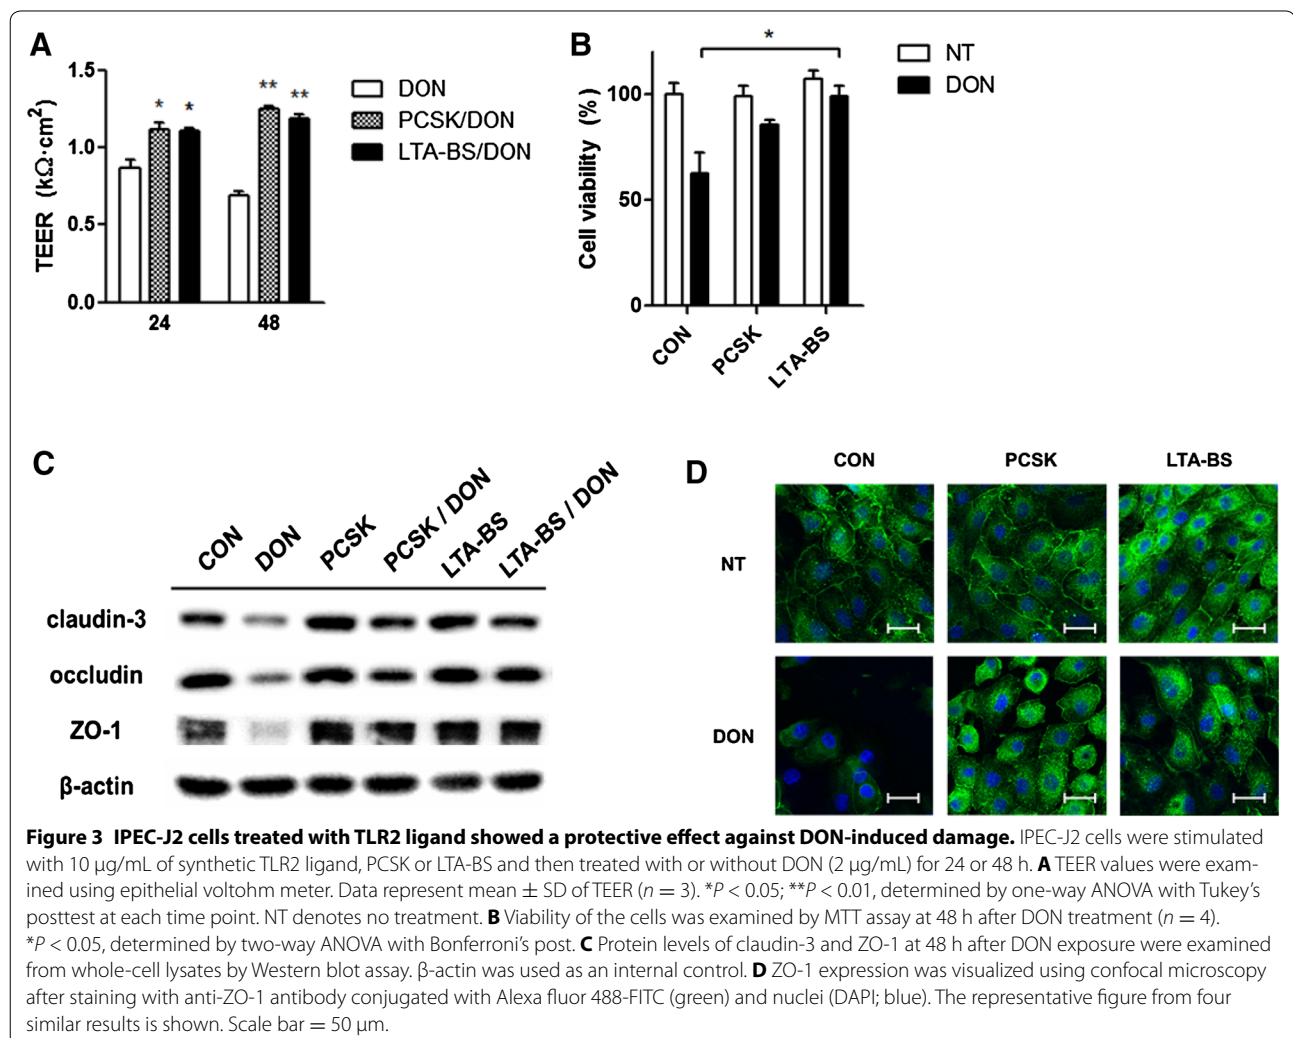 A
1.5
1.0
0.5
0.0
TEER (kΩ·cm²)
* * ** **
24 48
DON
PCSK/DON
LTA-BS/DON
B
*
100
50
0
Cell viability (%)
CON PCSK LTA-BS
NT
DON
C
CON DON PCSK PCSK / DON LTA-BS LTA-BS / DON
claudin-3
occludin
ZO-1
β-actin
D
CON PCSK LTA-BS
NT
DON
Figure 3 IPEC-J2 cells treated with TLR2 ligand showed a protective effect against DON-induced damage. IPEC-J2 cells were stimulated
with 10 μg/mL of synthetic TLR2 ligand, PCSK or LTA-BS and then treated with or without DON (2 μg/mL) for 24 or 48 h. A TEER values were exam-
ined using epithelial voltohm meter. Data represent mean ± SD of TEER (n = 3). *P < 0.05; **P < 0.01, determined by one-way ANOVA with Tukey's
posttest at each time point. NT denotes no treatment. B Viability of the cells was examined by MTT assay at 48 h after DON treatment (n = 4).
*P < 0.05, determined by two-way ANOVA with Bonferroni's post. C Protein levels of claudin-3 and ZO-1 at 48 h after DON exposure were examined
from whole-cell lysates by Western blot assay. β-actin was used as an internal control. D ZO-1 expression was visualized using confocal microscopy
after staining with anti-ZO-1 antibody conjugated with Alexa fluor 488-FITC (green) and nuclei (DAPI; blue). The representative figure from four
similar results is shown. Scale bar = 50 μm.